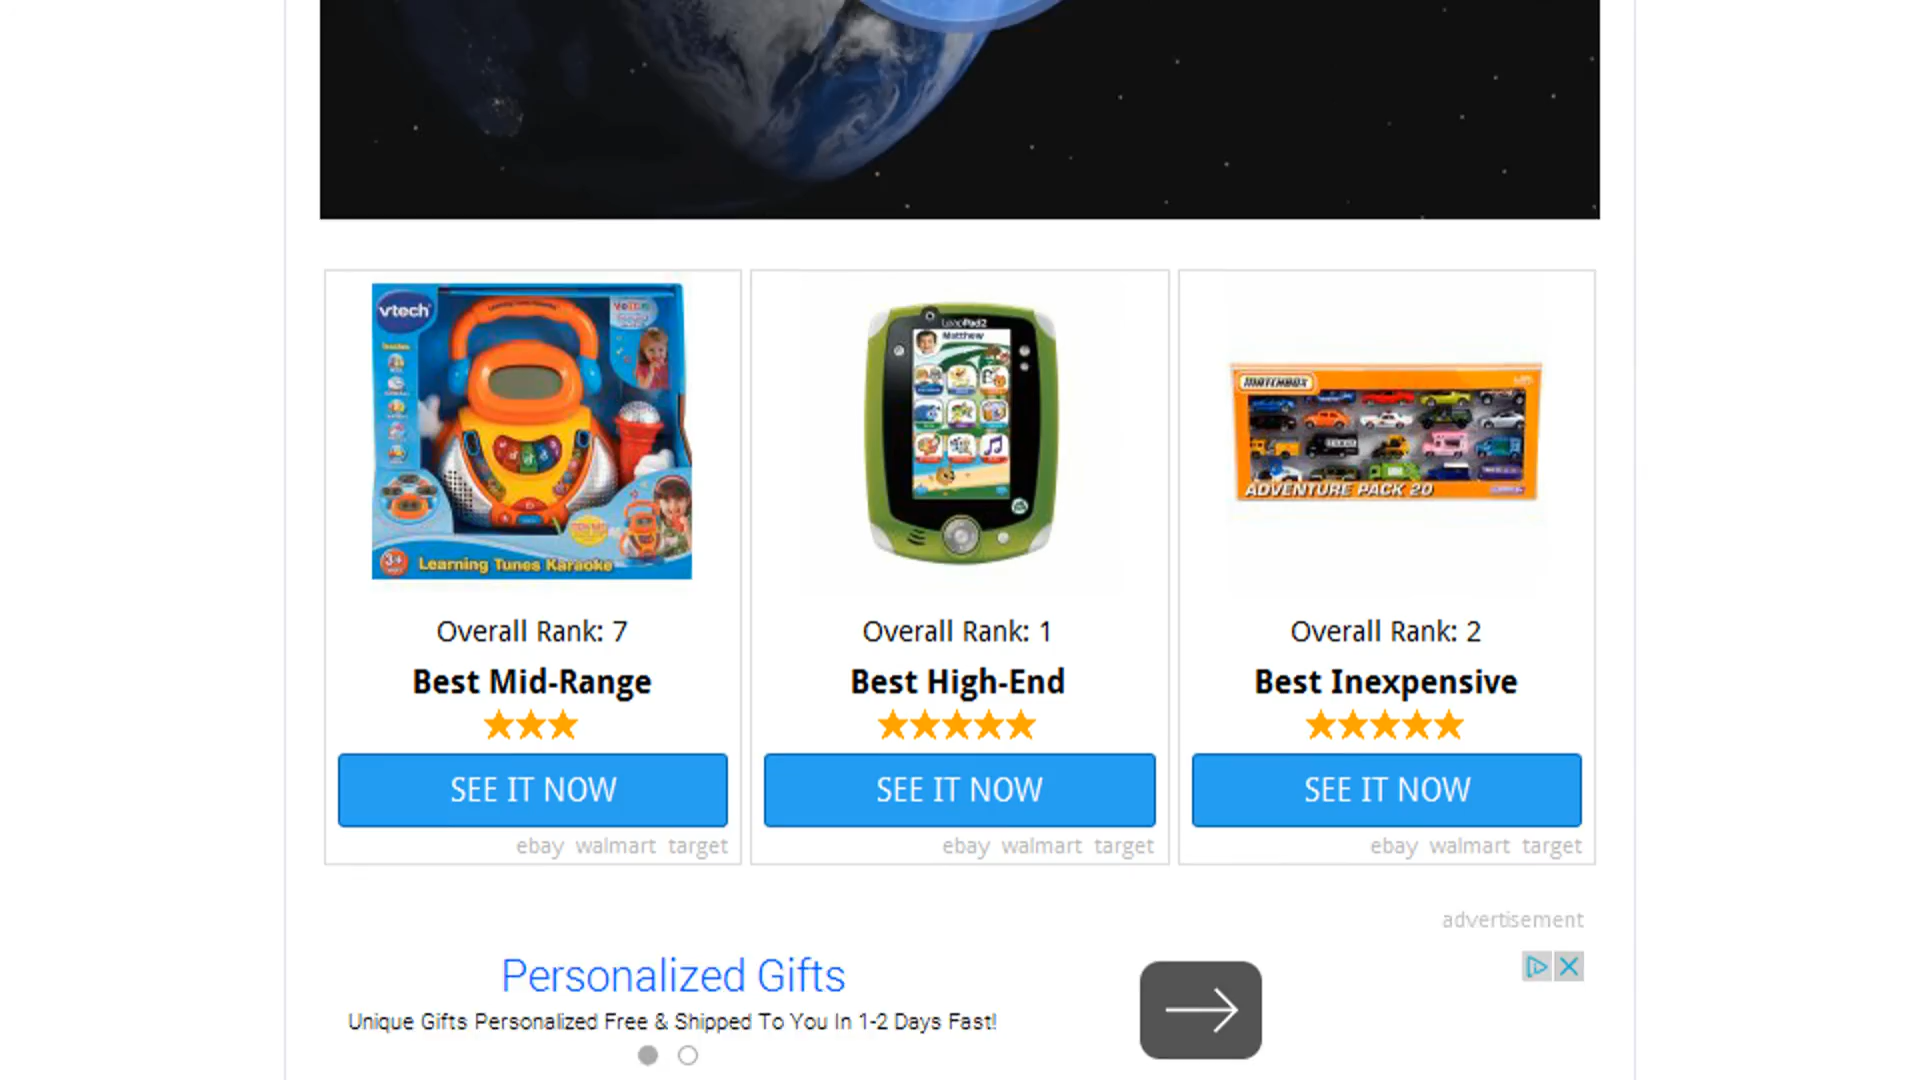 vtech
3+
Learning Tunes Karaoke
LeapPad2
Matthew
MATCHBOX
ADVENTURE PACK 20
Overall Rank: 7
Best Mid-Range
SEE IT NOW
ebay walmart target
Overall Rank: 1
Best High-End
SEE IT NOW
ebay walmart target
Overall Rank: 2
Best Inexpensive
SEE IT NOW
ebay walmart target
advertisement
Personalized Gifts
Unique Gifts Personalized Free & Shipped To You In 1-2 Days Fast!